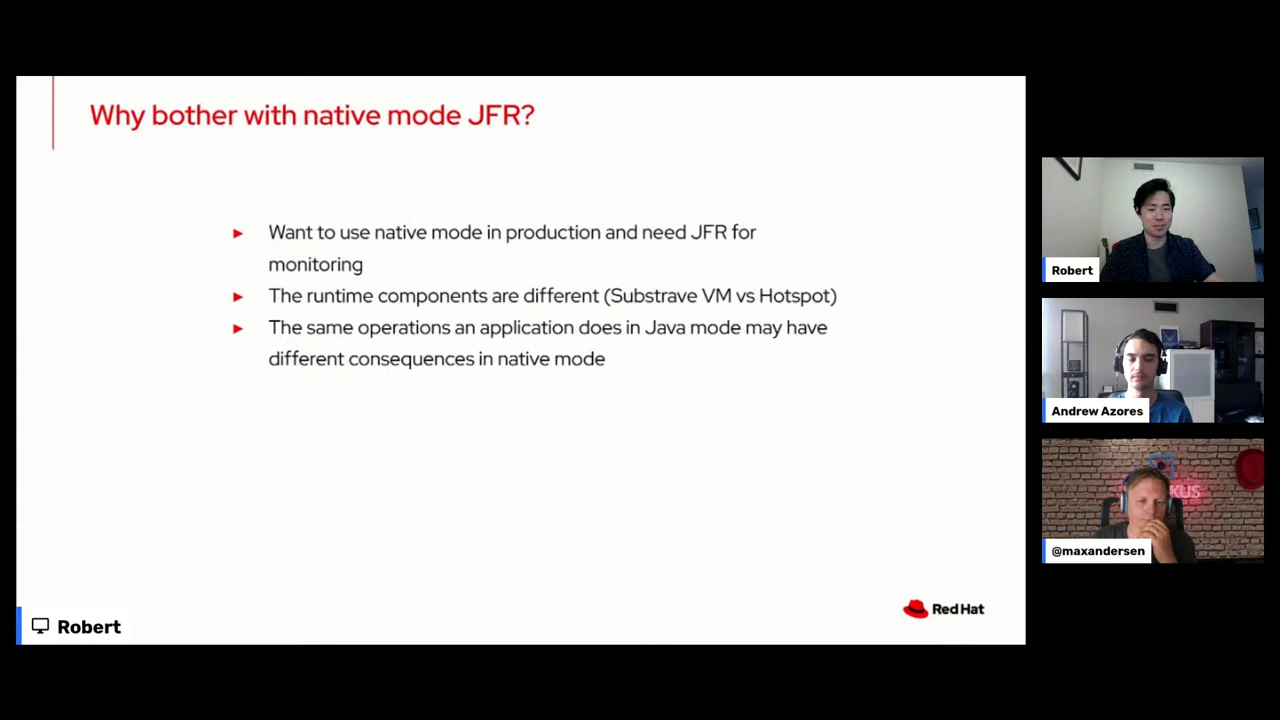 Why bother with native mode JFR?
Want to use native mode in production and need JFR for
monitoring
The runtime components are different (Substrave VM vs Hotspot)
The same operations an application does in Java mode may have
different consequences in native mode
Red Hat
Robert
Robert
Andrew Azores
KUS
@maxandersen